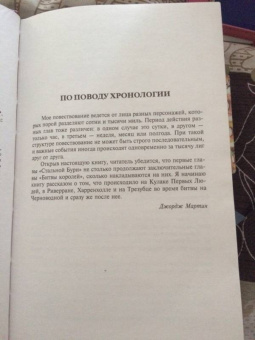 ПО ПОВОДУ ХРОНОЛОГИИ
Мое повествование ведется от лица разных персонажей, кото-
рых порой разделяют сотни и тысячи миль. Период действия раз-
ных глав тоже различен: в одном случае это сутки, в другом —
только час, в третьем — неделя, месяц или полгода. При такой
структуре повествование не может быть строго последовательным,
и важные события иногда происходят одновременно за тысячу лиг
друг от друга.
Открыв настоящую книгу, читатель убедится, что первые гла-
вы «Стальной Бури» не столько продолжают заключительные гла-
вы «Битвы королей», сколько накладываются на них. Я начинаю
книгу рассказом о том, что происходило на Кулаке Первых Лю-
дей, в Риверране, Харренхолле и на Трезубце во время битвы на
Черноводной и сразу же после нее.
Джордж Мартин